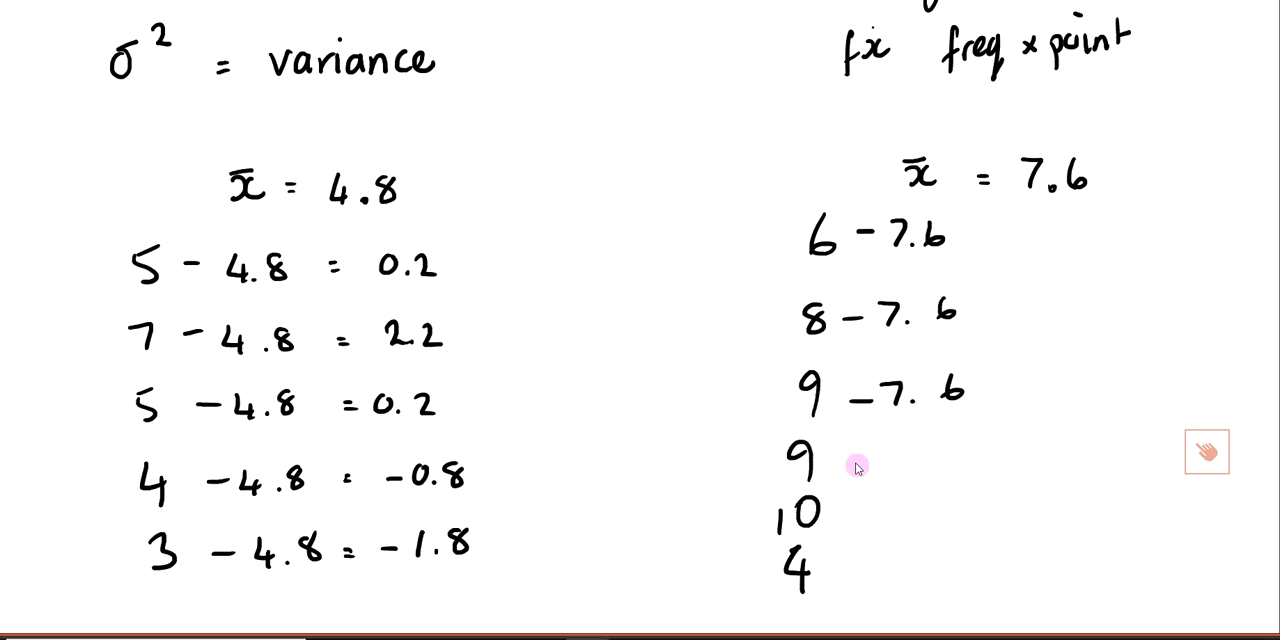 σ² = variance
x̄ = 4.8
5 - 4.8 = 0.2
7 - 4.8 = 2.2
5 - 4.8 = 0.2
4 - 4.8 = -0.8
3 - 4.8 = -1.8
fx freq × point
x̄ = 7.6
6 - 7.6
8 - 7.6
9 - 7.6
9
10
4